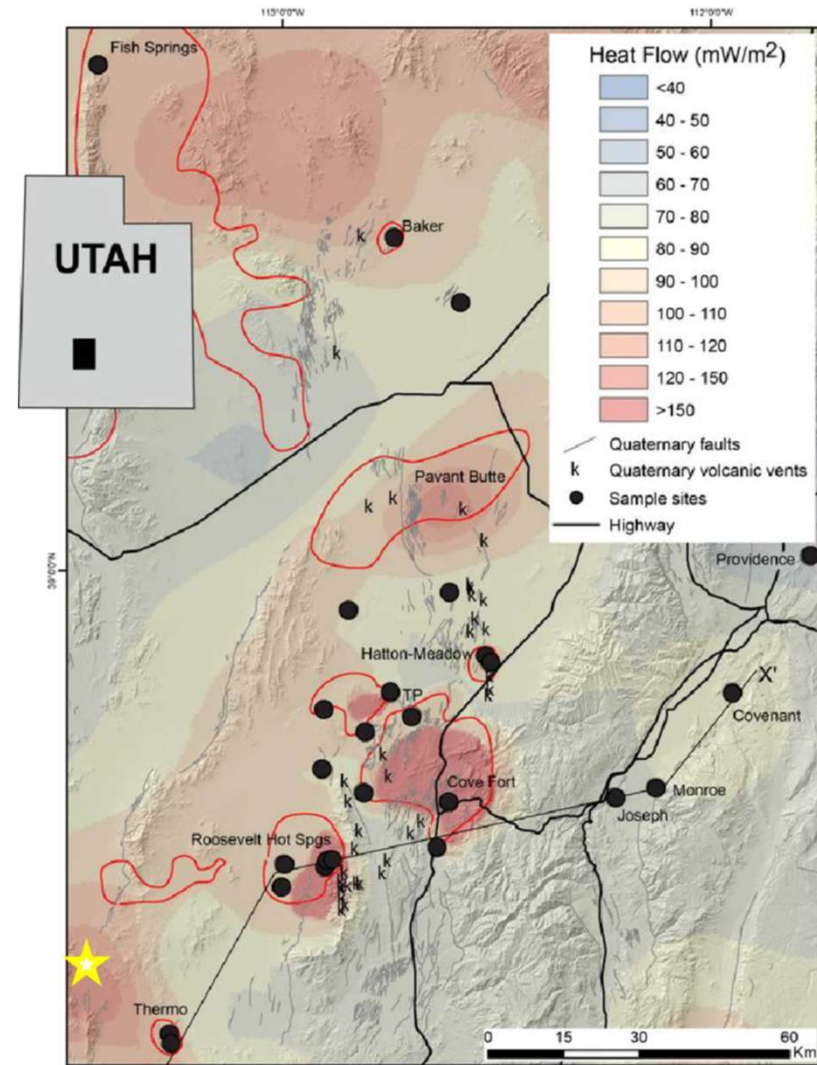 113°0'0"W
112°0'0"W
Fish Springs
UTAH
Baker
k
k
Heat Flow (mW/m²)
<40
40 - 50
50 - 60
60 - 70
70 - 80
80 - 90
90 - 100
100 - 110
110 - 120
120 - 150
>150
Quaternary faults
k Quaternary volcanic vents
Sample sites
Highway
Pavant Butte
k
k
k
k
39°0'0"N
Providence
Hatton-Meadow
X'
TP
Covenant
Cove Fort
Monroe
Joseph
Roosevelt Hot Spgs
Thermo
0 15 30 60
Km